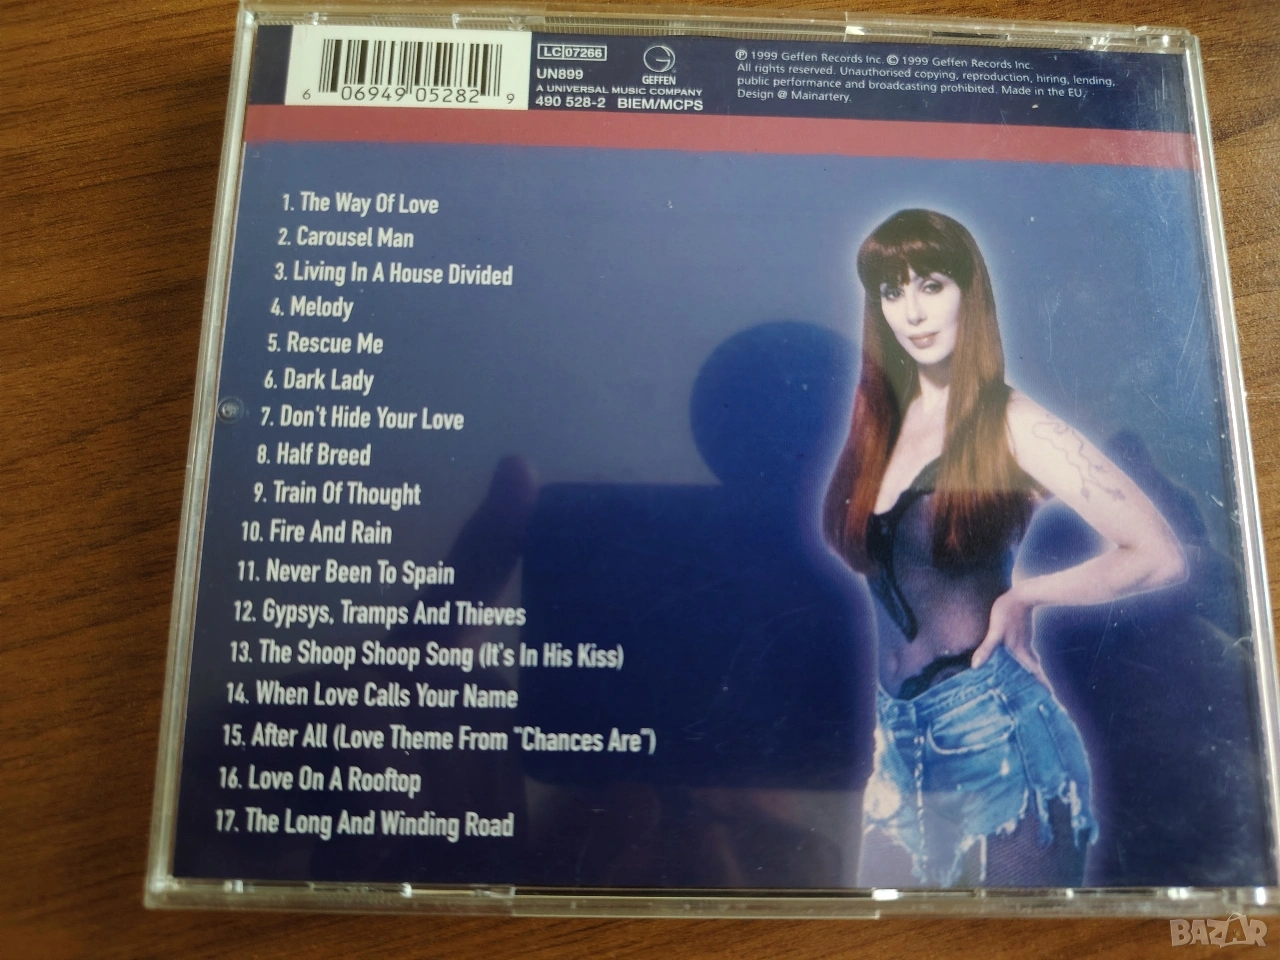 6 06949 05282 9
LC 07266
UN899
GEFFEN
A UNIVERSAL MUSIC COMPANY
490 528-2 BIEM/MCPS
℗ 1999 Geffen Records Inc. © 1999 Geffen Records Inc.
All rights reserved. Unauthorised copying, reproduction, hiring, lending,
public performance and broadcasting prohibited. Made in the EU.
Design @ Mainartery.
1. The Way Of Love
2. Carousel Man
3. Living In A House Divided
4. Melody
5. Rescue Me
6. Dark Lady
7. Don't Hide Your Love
8. Half Breed
9. Train Of Thought
10. Fire And Rain
11. Never Been To Spain
12. Gypsys, Tramps And Thieves
13. The Shoop Shoop Song (It's In His Kiss)
14. When Love Calls Your Name
15. After All (Love Theme From "Chances Are")
16. Love On A Rooftop
17. The Long And Winding Road
BAZAR